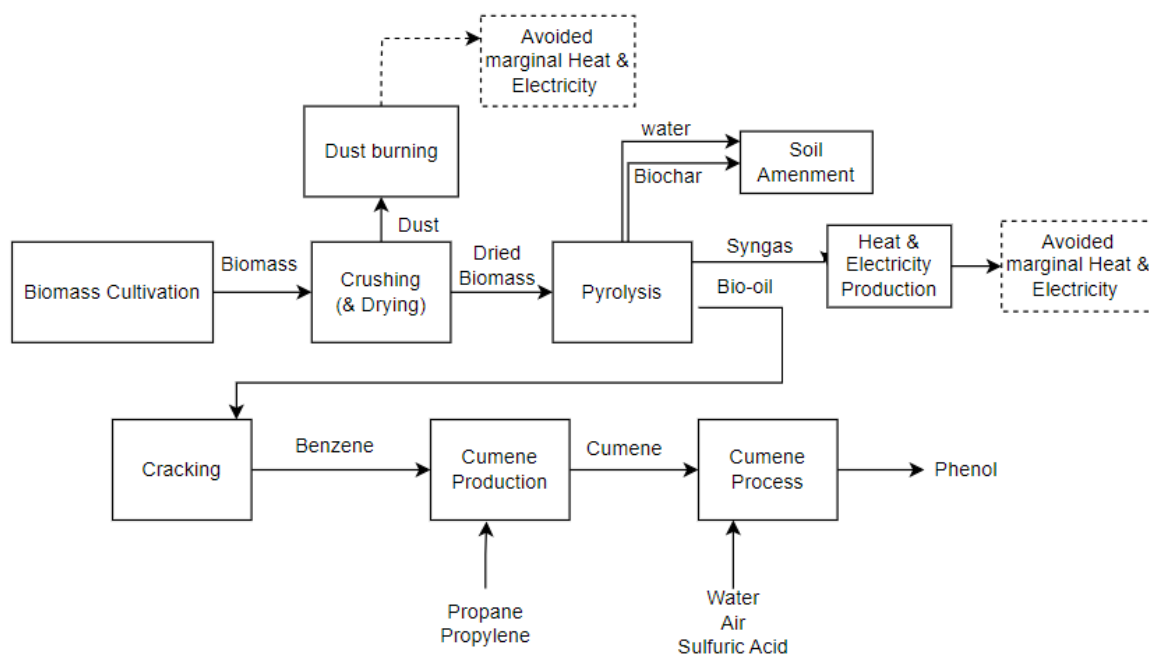 Avoided
marginal Heat &
Electricity
Dust burning
water
Biochar
Soil
Amenment
Dust
Biomass Cultivation
Biomass
Crushing
(& Drying)
Dried
Biomass
Pyrolysis
Syngas
Bio-oil
Heat &
Electricity
Production
Avoided
marginal Heat &
Electricity
Cracking
Benzene
Cumene
Production
Cumene
Cumene
Process
Phenol
Propane
Propylene
Water
Air
Sulfuric Acid